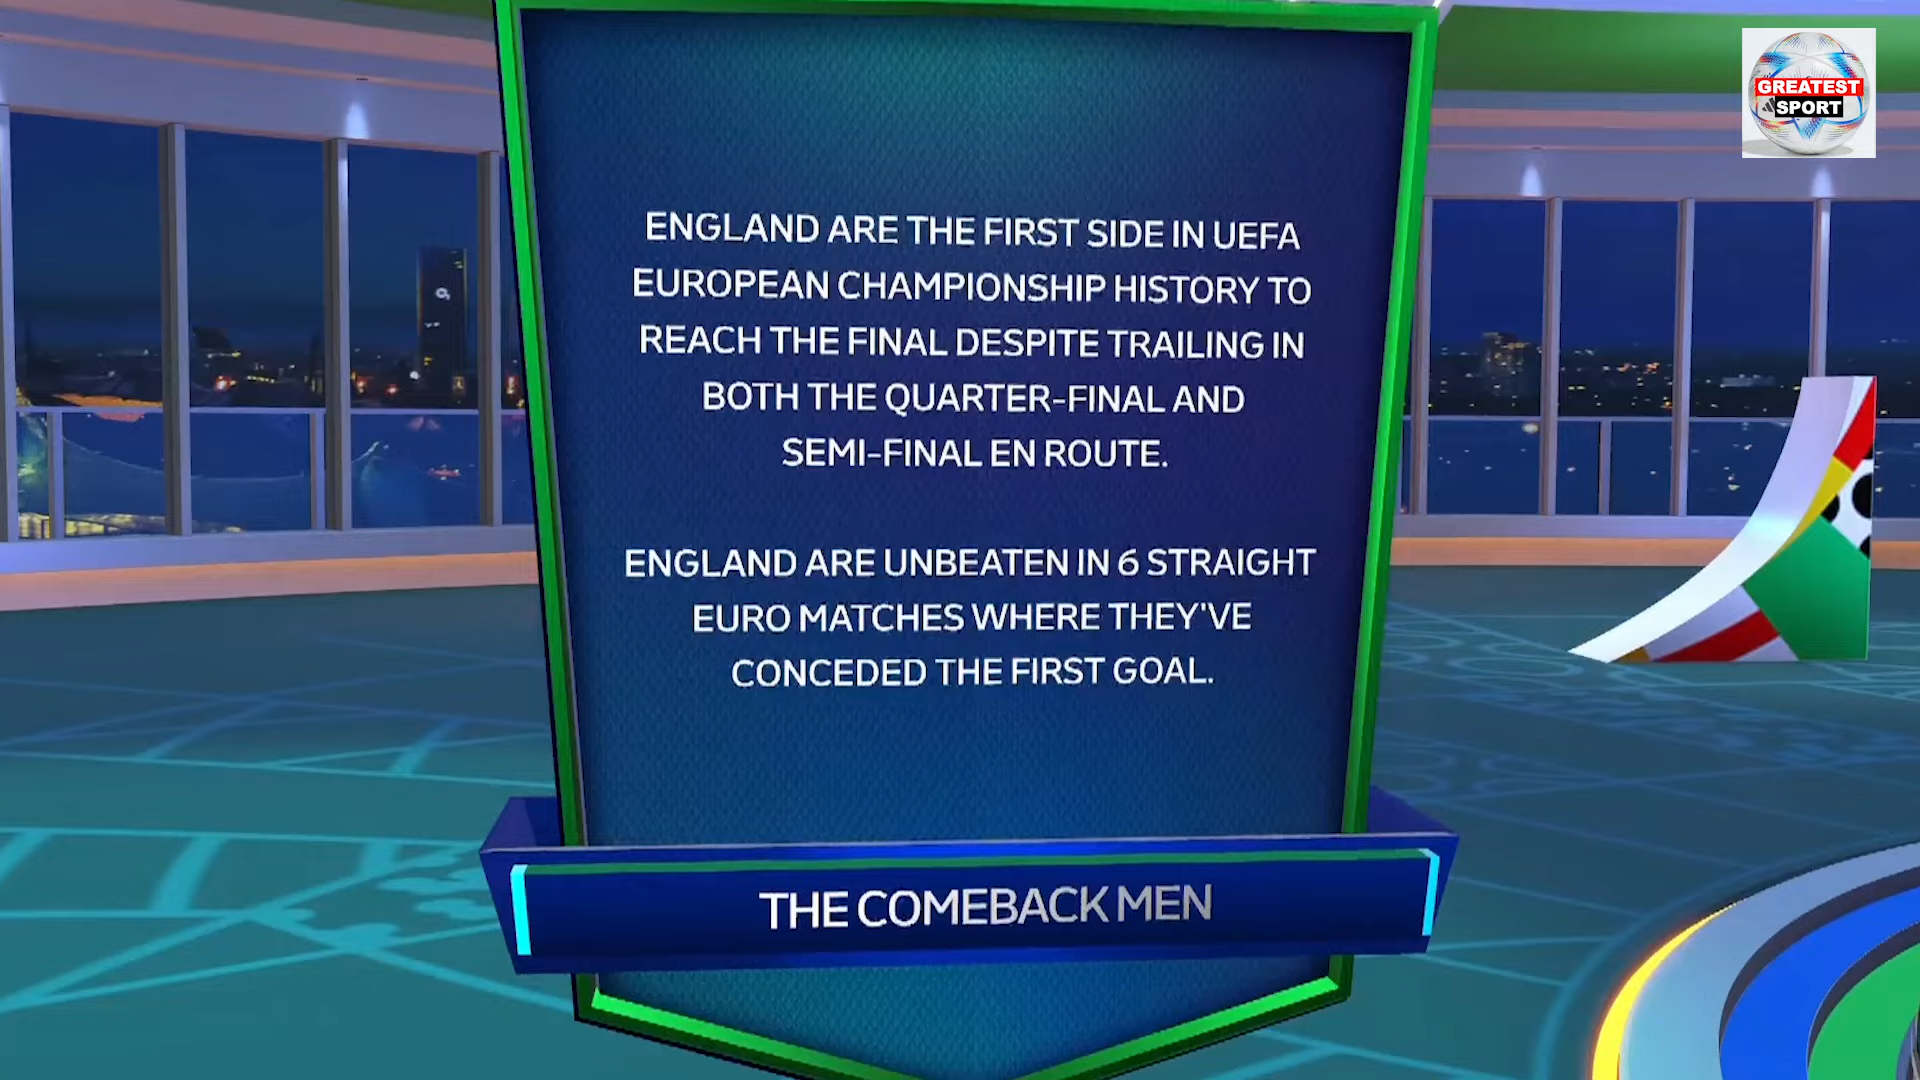 GREATEST
SPORT
ENGLAND ARE THE FIRST SIDE IN UEFA
EUROPEAN CHAMPIONSHIP HISTORY TO
REACH THE FINAL DESPITE TRAILING IN
BOTH THE QUARTER-FINAL AND
SEMI-FINAL EN ROUTE.
ENGLAND ARE UNBEATEN IN 6 STRAIGHT
EURO MATCHES WHERE THEY'VE
CONCEDED THE FIRST GOAL.
THE COMEBACK MEN